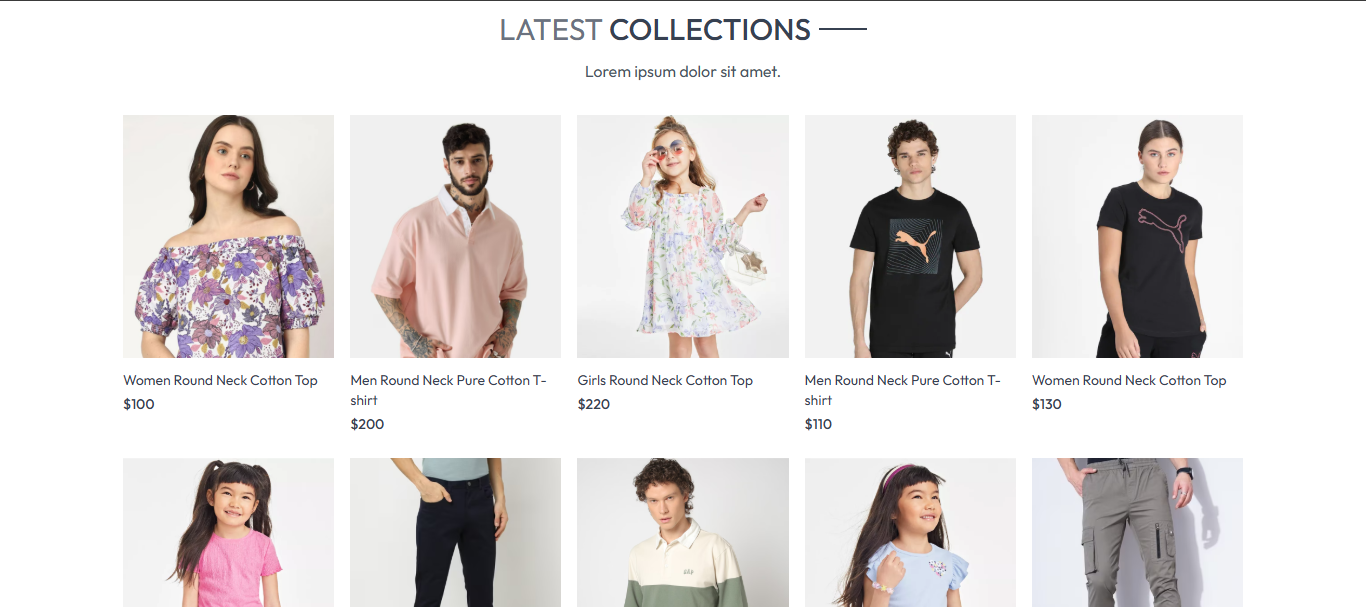 LATEST COLLECTIONS
Lorem ipsum dolor sit amet.
Women Round Neck Cotton Top
$100
Men Round Neck Pure Cotton T-
shirt
$200
Girls Round Neck Cotton Top
$220
Men Round Neck Pure Cotton T-
shirt
$110
Women Round Neck Cotton Top
$130
GAP